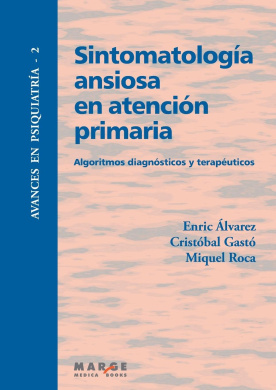 AVANCES EN PSIQUIATRÍA - 2
Sintomatología
ansiosa
en atención
primaria
Algoritmos diagnósticos y terapéuticos
Enric Álvarez
Cristóbal Gastó
Miquel Roca
MARGE
MEDICA BOOKS